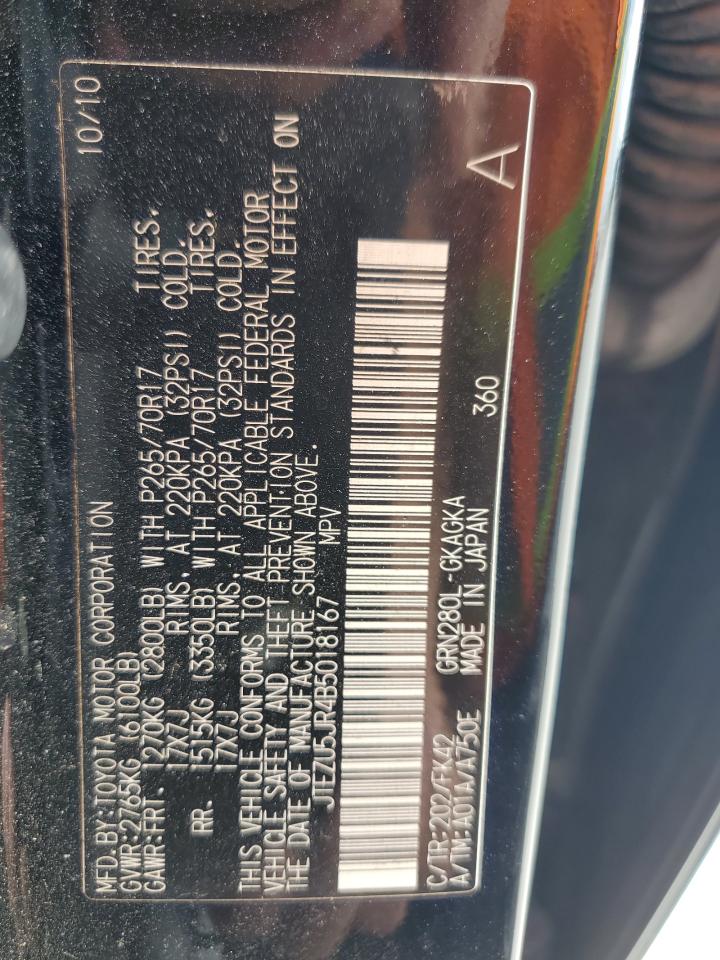 MFD. BY: TOYOTA MOTOR CORPORATION 10/10
GVWR: 2765KG (6100LB)
GAWR: FRT. 1270KG (2800LB) WITH P265/70R17 TIRES,
17X7J RIMS, AT 220KPA (32PSI) COLD.
RR. 1515KG (3350LB) WITH P265/70R17 TIRES,
17X7J RIMS, AT 220KPA (32PSI) COLD.
THIS VEHICLE CONFORMS TO ALL APPLICABLE FEDERAL MOTOR
VEHICLE SAFETY AND THEFT PREVENTION STANDARDS IN EFFECT ON
THE DATE OF MANUFACTURE SHOWN ABOVE.
JTEZU5JR4B5018167 MPV
C/TR: 202/FK42 GRN280L-GKAGKA 360
A/TM: A01A/A750E MADE IN JAPAN A